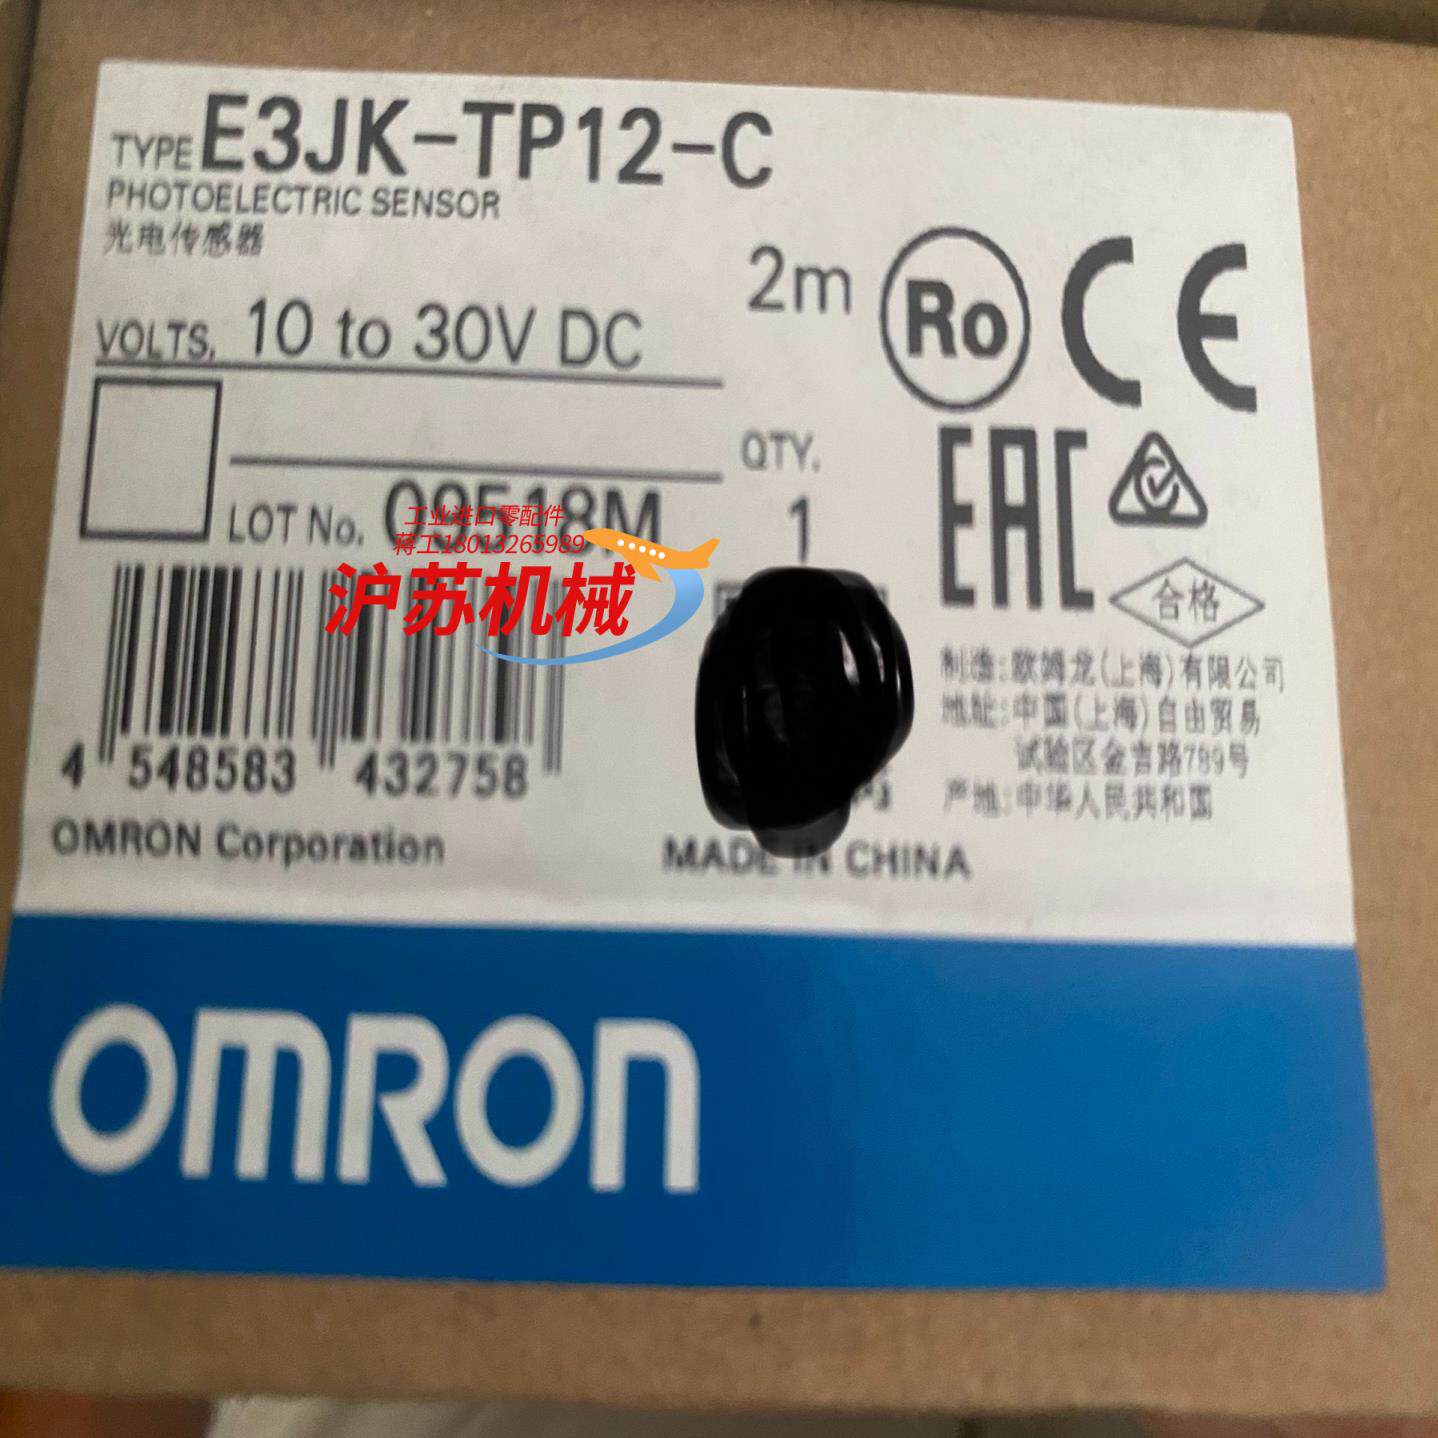 TYPE E3JK-TP12-C
PHOTOELECTRIC SENSOR
光电传感器
2m
Ro
CE
VOLTS. 10 to 30V DC
QTY.
1
EAC
LOT No. 09518M
工业进口零配件
蒋工18013265989
沪苏机械
合格
制造:欧姆龙(上海)有限公司
地址:中国(上海)自由贸易
试验区金吉路789号
产地:中华人民共和国
4 548583 432758
OMRON Corporation
MADE IN CHINA
OMRON